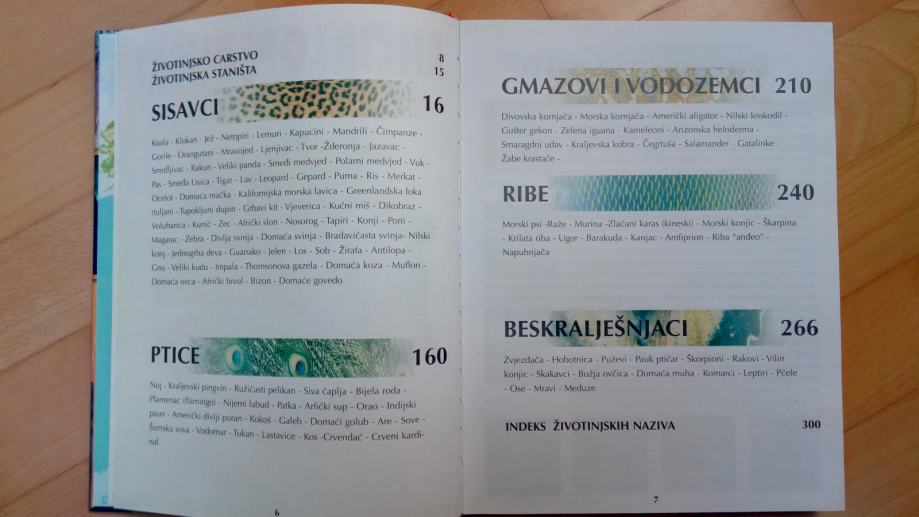 ŽIVOTINJSKO CARSTVO 8
ŽIVOTINJSKA STANIŠTA 15
SISAVCI 16
Koala - Klokan - Jež - Netopiri - Lemuri - Kapucini - Mandrili - Čimpanze -
Gorile - Orangutani - Mravojed - Ljenjivac - Tvor -Žderonja - Jazavac -
Smrdljivac - Rakun - Veliki panda - Smeđi medvjed - Polarni medvjed -Vuk -
Pas - Smeđa Lisica - Tigar - Lav - Leopard - Gepard - Puma - Ris - Merkat -
Ocelot - Domaća mačka - Kalifornijska morska lavica - Greenlandska foka
(tuljan) - Tupokljuni dupin - Grbavi kit - Vjeverica - Kućni miš - Dikobraz -
Voluharica - Kunić - Zec - Afrički slon - Nosorog - Tapiri - Konji - Poni -
Magarac - Zebra - Divlja svinja - Domaća svinja - Bradavičasta svinja- Nilski
konj - Jednogrba deva - Guanako - Jelen - Los - Sob - Žirafa - Antilopa -
Gnu - Veliki kudu - Impala - Thomsonova gazela - Domaća koza - Muflon -
Domaća ovca - Afrički bivol - Bizon - Domaće govedo
PTICE 160
Noj - Kraljevski pingvin - Ružičasti pelikan - Siva čaplja - Bijela roda -
Plamenac (flamingo) - Nijemi labud - Patka - Arfički sup - Orao - Indijski
paun - Američki divlji puran - Kokoš - Galeb - Domaći golub - Are - Sove -
Šumska sova - Vodomar - Tukan - Lastavice - Kos -Crvendać - Crveni kardi-
nal
6
GMAZOVI I VODOZEMCI 210
Divovska kornjača - Morska kornjača - Američki aligator - Nilski krokodil -
Gušter gekon - Zelena iguana - Kameleoni - Arizonska heloderma -
Smaragdni udav - Kraljevska kobra - Čegrtuša - Salamander - Gatalinke -
Žabe krastače -
RIBE 240
Morski psi -Raže - Murina -Zlaćani karas (kineski) - Morski konjic - Škarpina
- Krilata riba - Ugor - Barakuda - Kanjac - Amfiprion - Riba "anđeo" -
Napuhnjača
BESKRALJEŠNJACI 266
Zvjezdača - Hobotnica - Puževi - Pauk ptičar - Škorpioni - Rakovi - Vilin
konjic - Skakavci - Božja ovčica - Domaća muha - Komarci - Leptiri - Pčele
- Ose - Mravi - Meduze
INDEKS ŽIVOTINJSKIH NAZIVA 300
7